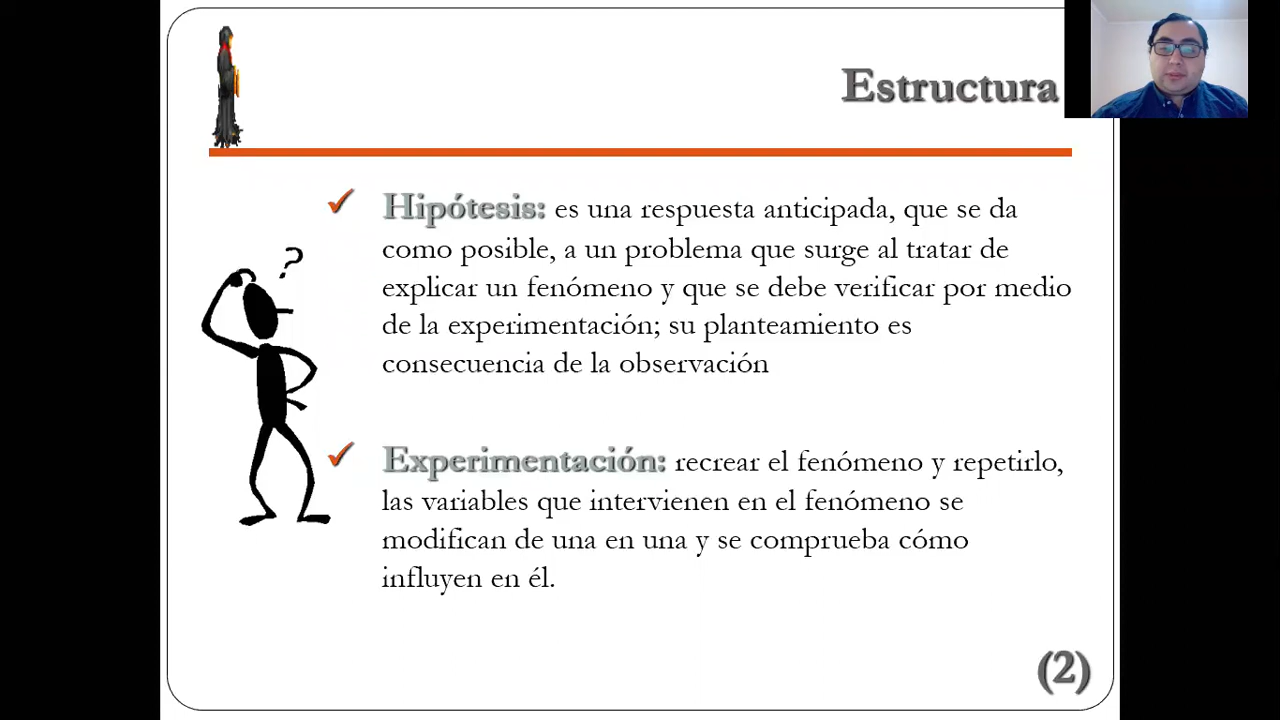 Estructura
Hipótesis: es una respuesta anticipada, que se da
como posible, a un problema que surge al tratar de
explicar un fenómeno y que se debe verificar por medio
de la experimentación; su planteamiento es
consecuencia de la observación
?
Experimentación: recrear el fenómeno y repetirlo,
las variables que intervienen en el fenómeno se
modifican de una en una y se comprueba cómo
influyen en él.
(2)